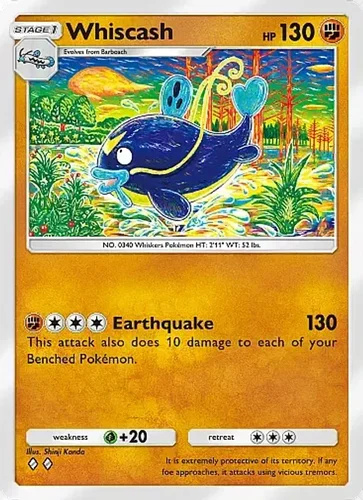 STAGE 1
Whiscash
HP 130
Evolves from Barboach
NO. 0340 Whiskers Pokémon HT: 2'11" WT: 52 lbs.
Earthquake 130
This attack also does 10 damage to each of your
Benched Pokémon.
weakness +20 retreat
Illus. Shinji Kanda
It is extremely protective of its territory. If any
foe approaches, it attacks using vicious tremors.